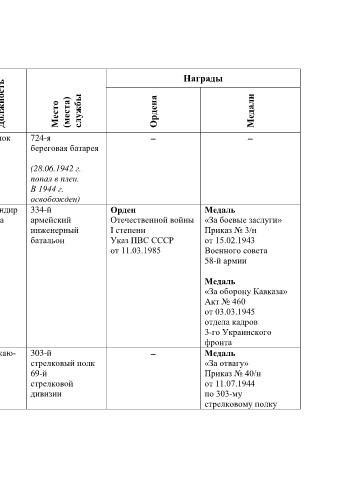 Награды
Должность
Место
(места)
службы
Ордена
Медали
724-я
береговая батарея
(28.06.1942 г.
попал в плен.
В 1944 г.
освобожден)
–
–
334-й
армейский
инженерный
батальон
Орден
Отечественной войны
I степени
Указ ПВС СССР
от 11.03.1985
Медаль
«За боевые заслуги»
Приказ № 3/н
от 15.02.1943
Военного совета
58-й армии
Медаль
«За оборону Кавказа»
Акт № 460
от 03.03.1945
отдела кадров
3-го Украинского
фронта
303-й
стрелковый полк
69-й
стрелковой
дивизии
–
Медаль
«За отвагу»
Приказ № 40/н
от 11.07.1944
по 303-му
стрелковому полку